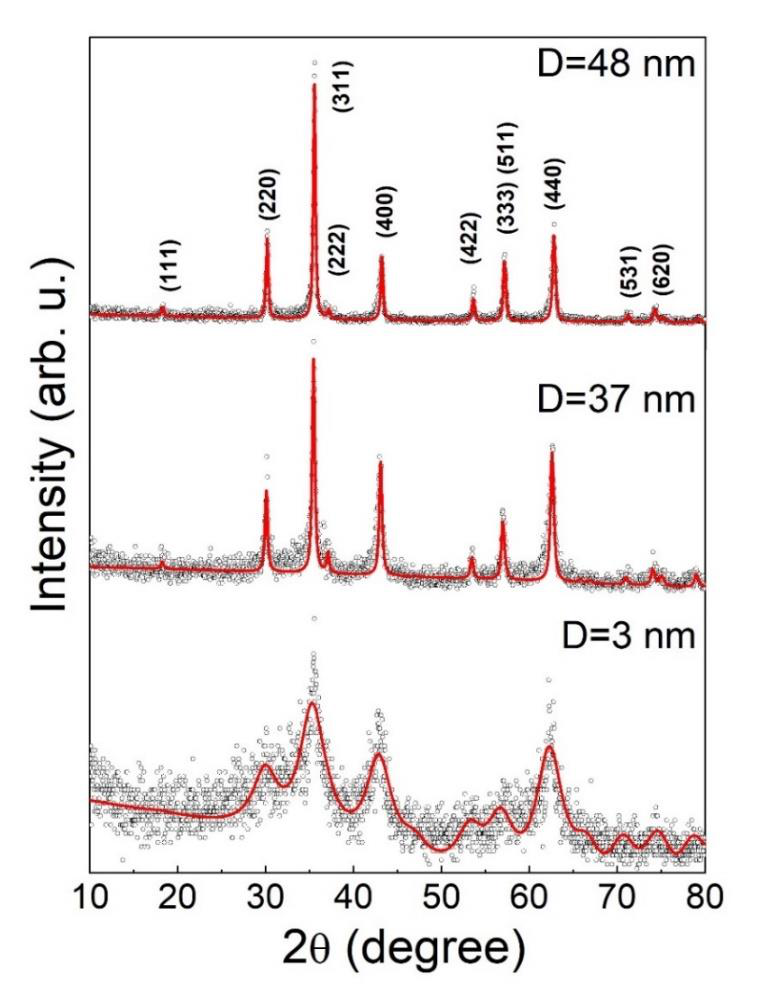 D=48 nm
(111)
(220)
(311)
(222)
(400)
(422)
(333) (511)
(440)
(531)
(620)
D=37 nm
D=3 nm
Intensity (arb. u.)
10 20 30 40 50 60 70 80
2θ (degree)